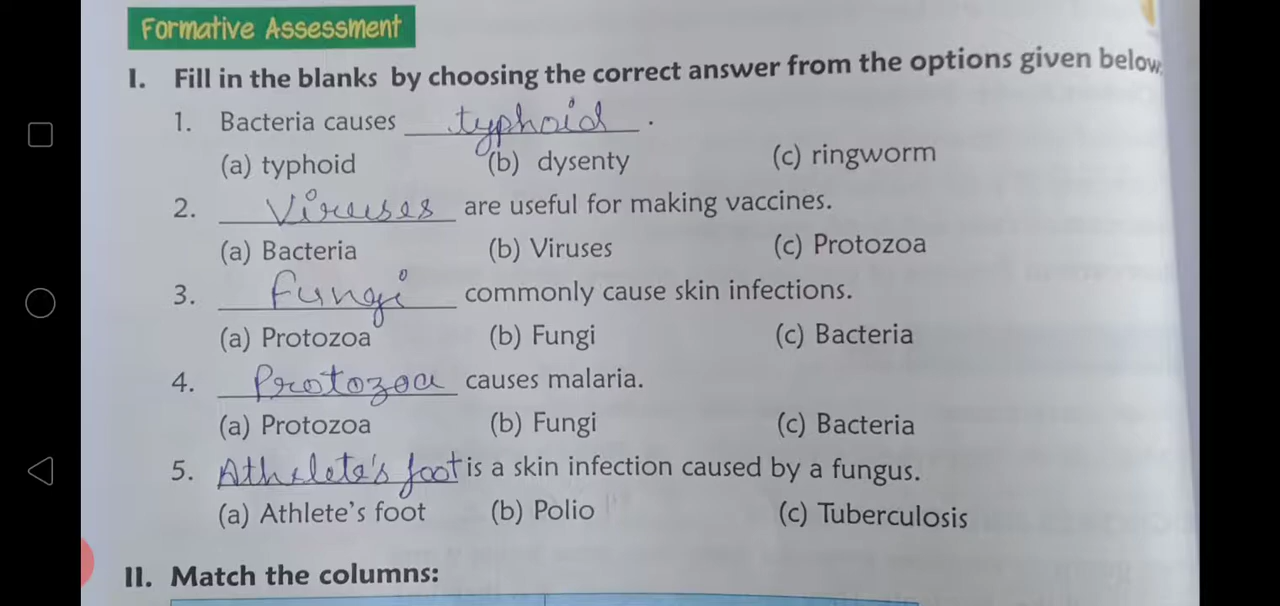 Formative Assessment
I. Fill in the blanks by choosing the correct answer from the options given below.
1. Bacteria causes typhoid .
(a) typhoid (b) dysenty (c) ringworm
2. Viruses are useful for making vaccines.
(a) Bacteria (b) Viruses (c) Protozoa
3. Fungi commonly cause skin infections.
(a) Protozoa (b) Fungi (c) Bacteria
4. Protozoa causes malaria.
(a) Protozoa (b) Fungi (c) Bacteria
5. Athelete's foot is a skin infection caused by a fungus.
(a) Athlete's foot (b) Polio (c) Tuberculosis
II. Match the columns: